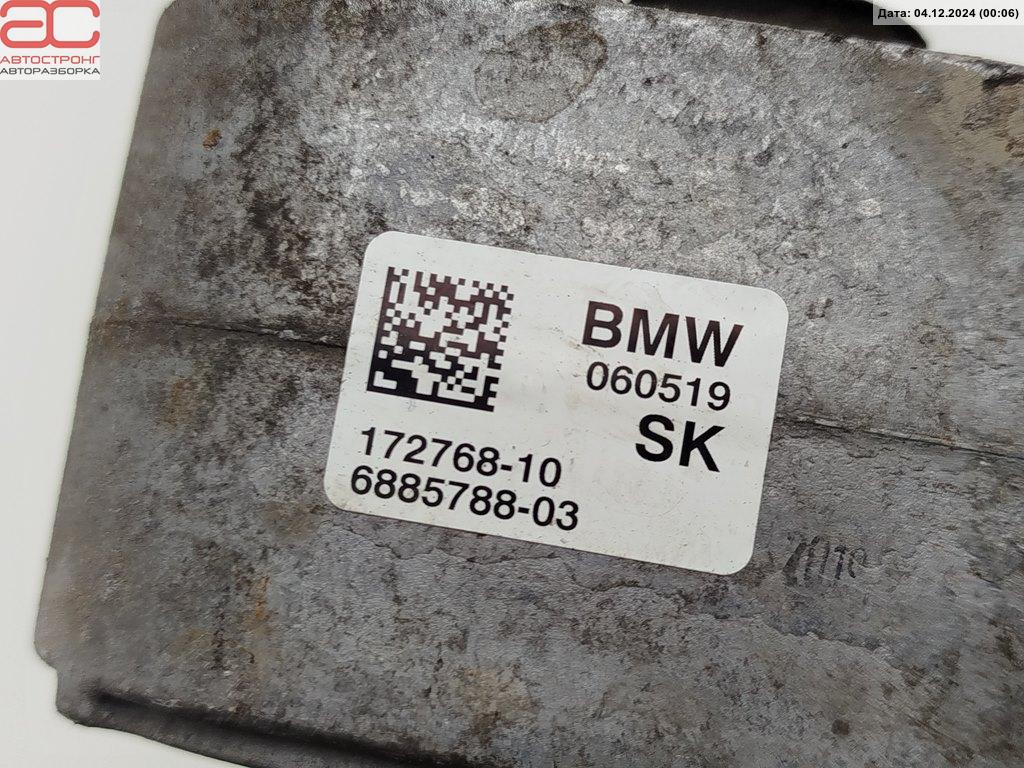 ac
АВТОСТРОНГ
АВТОРАЗБОРКА
Дата: 04.12.2024 (00:06)
BMW
060519
SK
172768-10
6885788-03